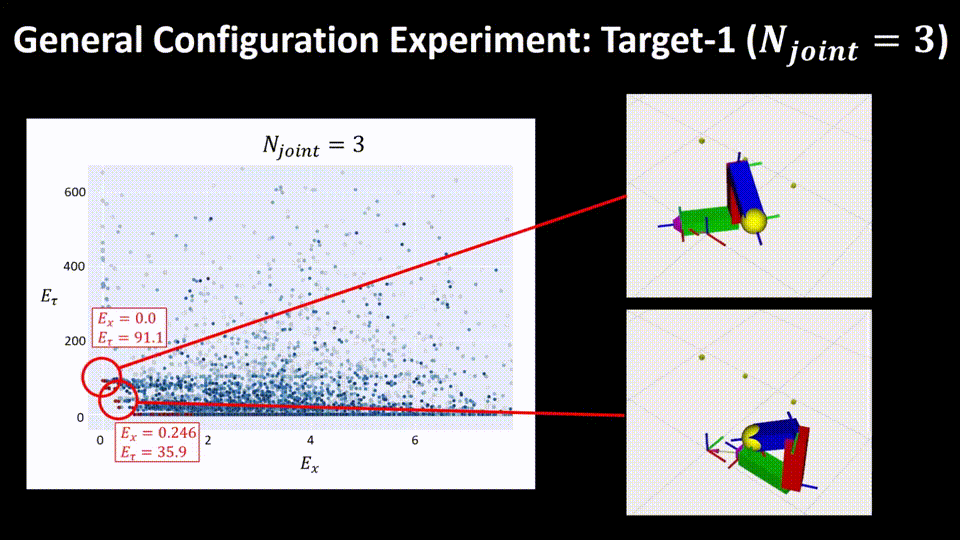 General Configuration Experiment: Target-1 (N_joint = 3)
N_joint = 3
600
400
E_τ
E_x = 0.0
E_τ = 91.1
200
0
0
2
4
6
E_x = 0.246
E_τ = 35.9
E_x